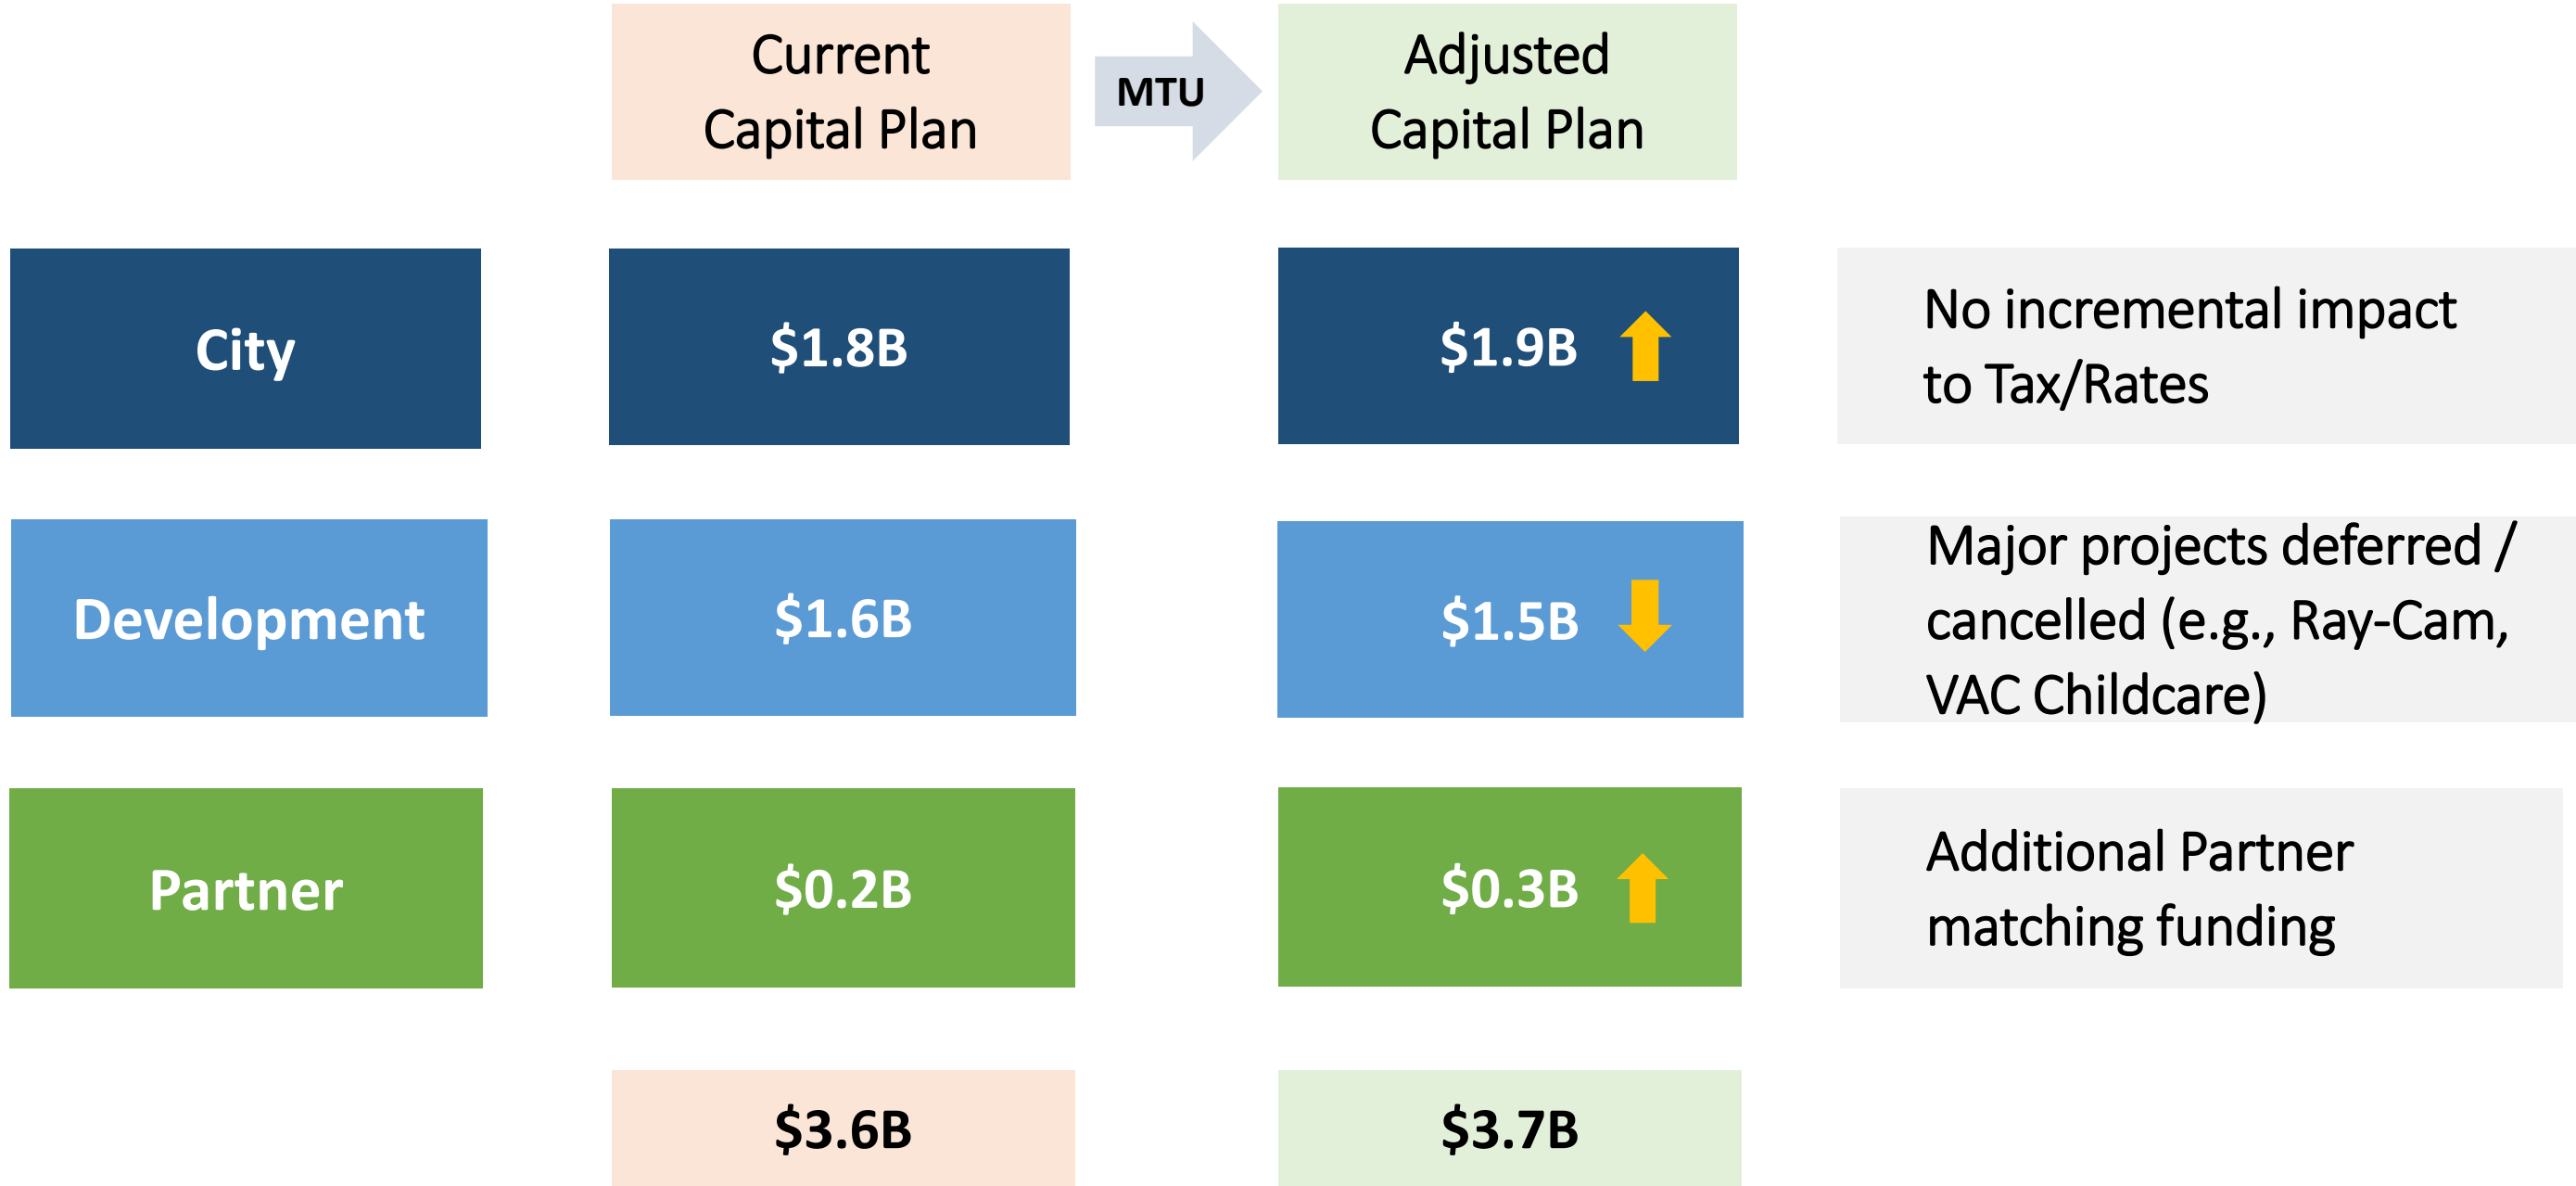 Current
Capital Plan
MTU
Adjusted
Capital Plan
City
$1.8B
$1.9B
No incremental impact
to Tax/Rates
Development
$1.6B
$1.5B
Major projects deferred /
cancelled (e.g., Ray-Cam,
VAC Childcare)
Partner
$0.2B
$0.3B
Additional Partner
matching funding
$3.6B
$3.7B